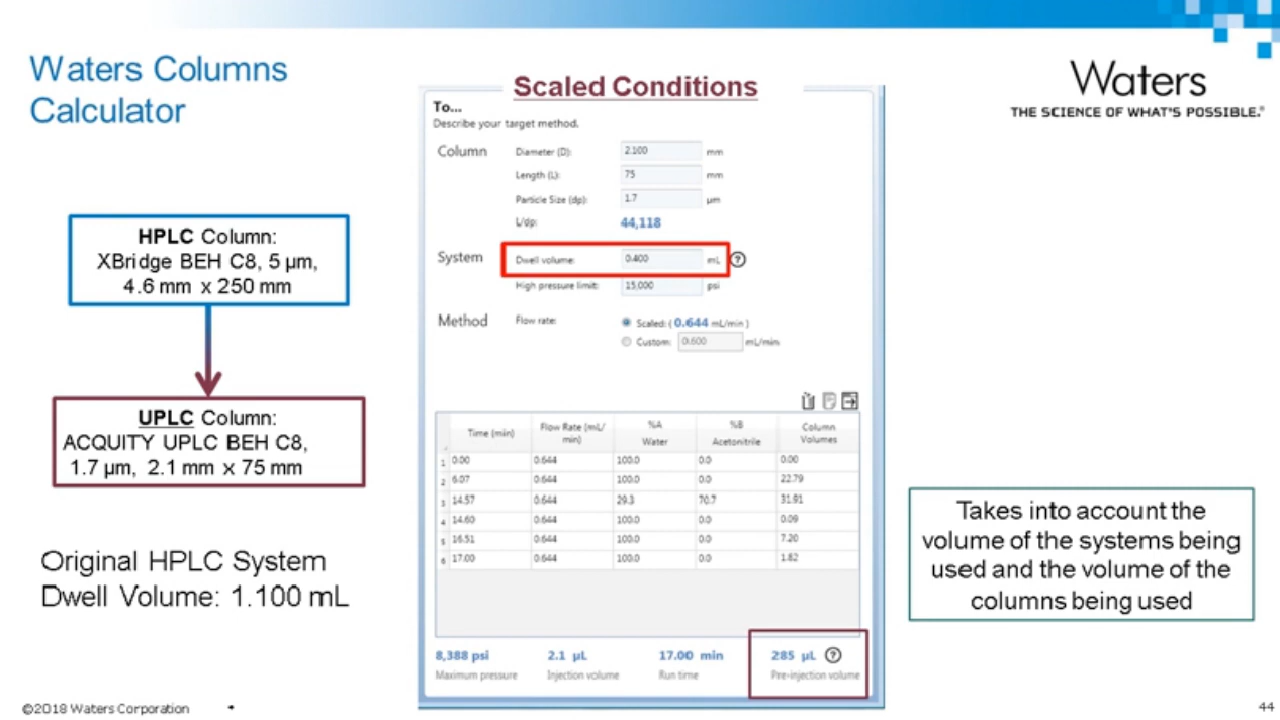 Waters Columns
Calculator
Waters
THE SCIENCE OF WHAT'S POSSIBLE.®
HPLC Column:
XBridge BEH C8, 5 µm,
4.6 mm x 250 mm
UPLC Column:
ACQUITY UPLC BEH C8,
1.7 µm, 2.1 mm x 75 mm
Original HPLC System
Dwell Volume: 1.100 mL
Scaled Conditions
To...
Describe your target method.
Column Diameter (D): 2.100 mm
Length (L): 75 mm
Particle Size (dp): 1.7 µm
L/dp: 44,118
System Dwell volume: 0.400 mL ?
High pressure limit: 15,000 psi
Method Flow rate: Scaled: ( 0.644 mL/min )
Custom: 0.600 mL/min
Time (min) Flow Rate (mL/min) %A Water %B Acetonitrile Column Volumes
1 0.00 0.644 100.0 0.0 0.00
2 6.07 0.644 100.0 0.0 22.79
3 14.57 0.644 29.3 70.7 31.91
4 14.60 0.644 100.0 0.0 0.09
5 16.51 0.644 100.0 0.0 7.20
6 17.00 0.644 100.0 0.0 1.82
8,388 psi 2.1 µL 17.00 min 285 µL ?
Maximum pressure Injection volume Run time Pre-injection volume
Takes into account the
volume of the systems being
used and the volume of the
columns being used
©2018 Waters Corporation
44